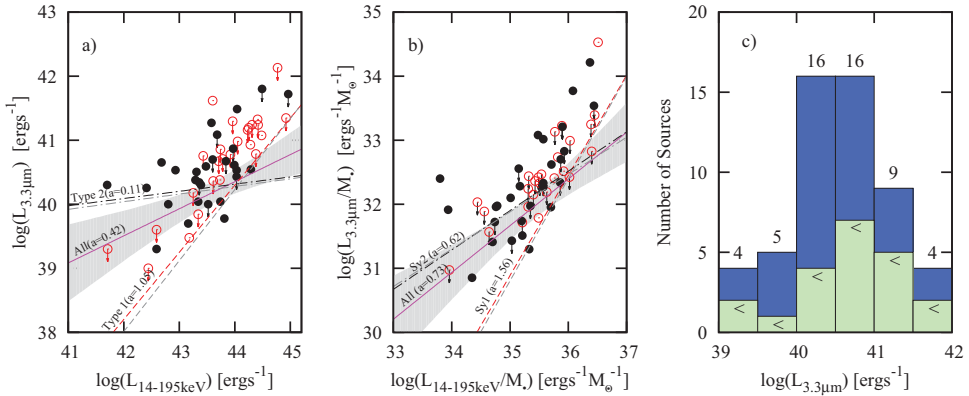 a)
log(L3.3μm) [ergs-1]
42
41
40
39
38
Type 2(a=0.11)
All(a=0.42)
Type 1(a=1.05)
41
42
43
44
45
log(L14-195keV) [ergs-1]
b)
log(L3.3μm/M•) [ergs-1M⊙-1]
35
34
33
32
31
30
Sy2 (a=0.62)
All (a=0.73)
Sy1 (a=1.56)
33
34
35
36
37
log(L14-195keV/M•) [ergs-1M⊙-1]
c)
Number of Sources
20
15
10
5
0
4
5
16
16
9
4
<
<
<
<
<
<
39
40
41
42
log(L3.3μm) [ergs-1]